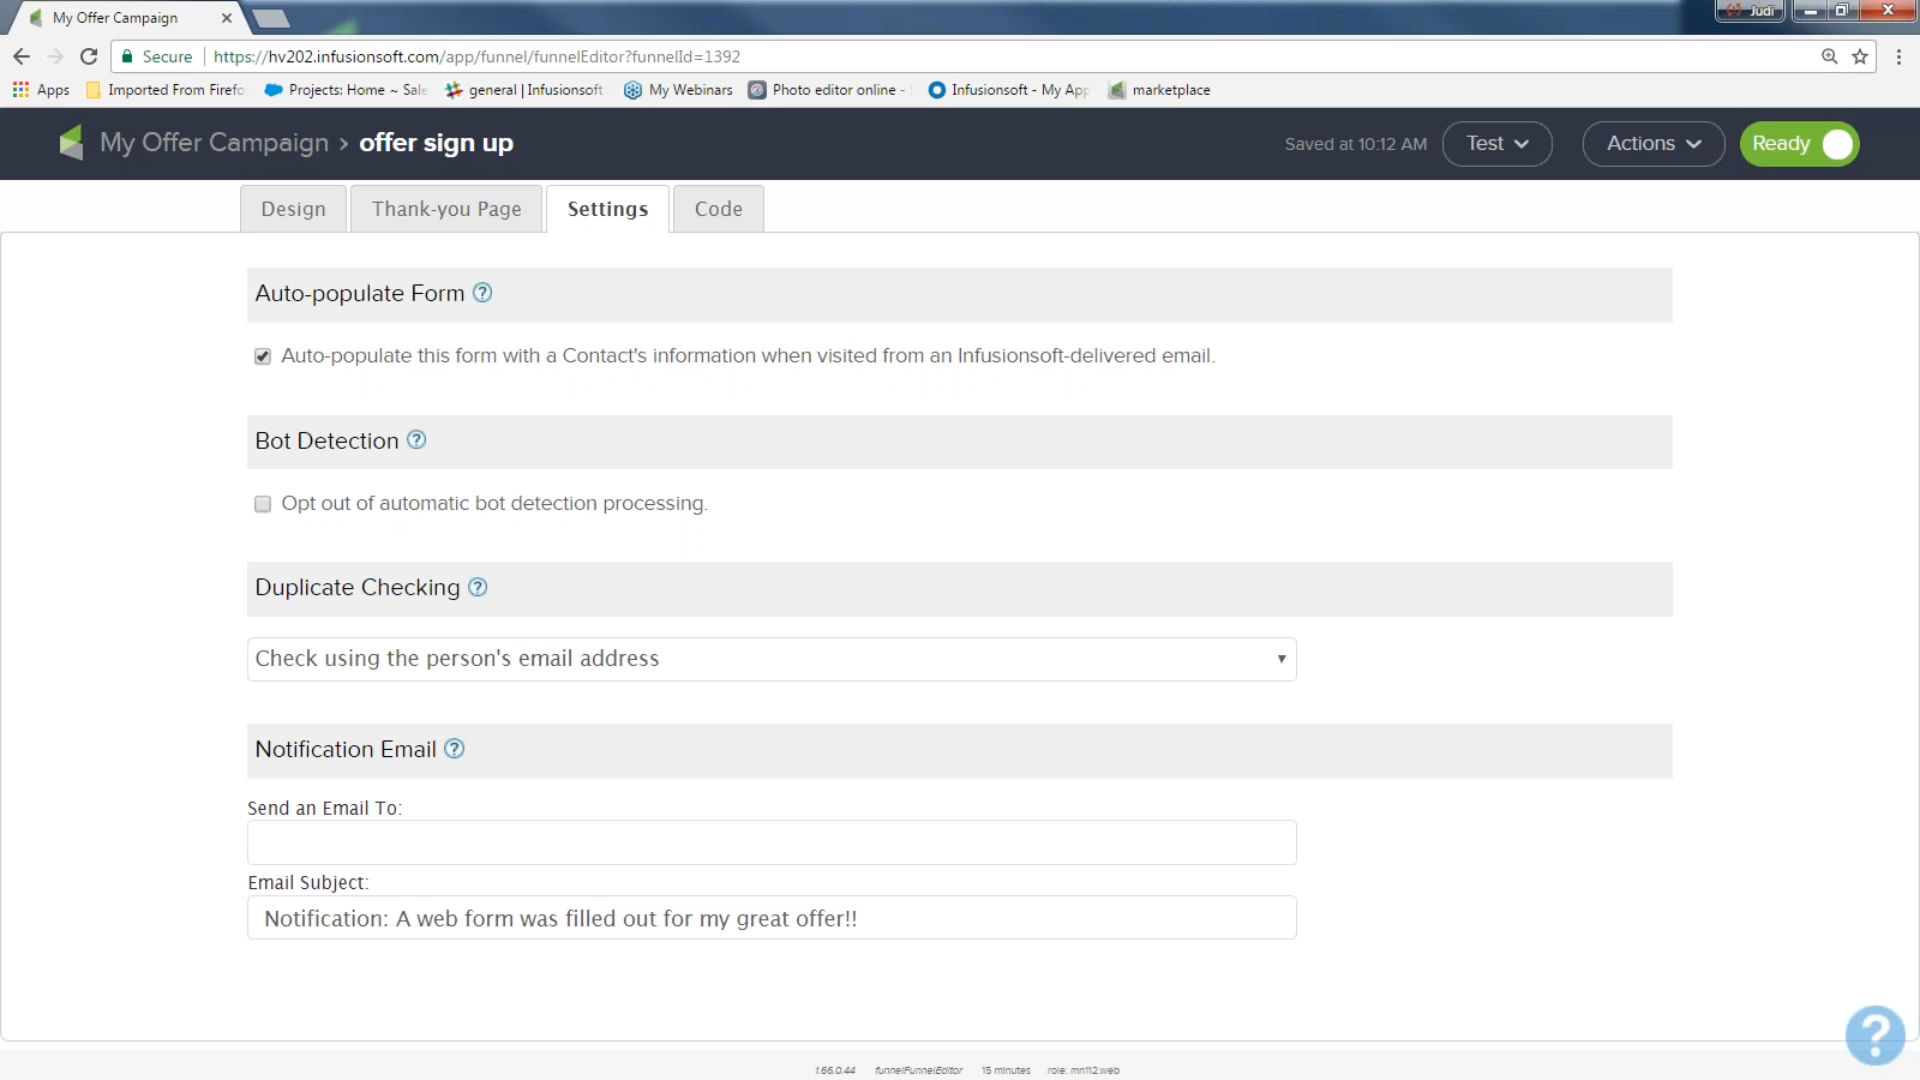 My Offer Campaign
Judi
Secure https://hv202.infusionsoft.com/app/funnel/funnelEditor?funnelId=1392
Apps Imported From Firefo Projects: Home ~ Sale general | Infusionsoft My Webinars Photo editor online - Infusionsoft - My App marketplace
My Offer Campaign > offer sign up Saved at 10:12 AM Test Actions Ready
Design Thank-you Page Settings Code
Auto-populate Form ?
Auto-populate this form with a Contact's information when visited from an Infusionsoft-delivered email.
Bot Detection ?
Opt out of automatic bot detection processing.
Duplicate Checking ?
Check using the person's email address
Notification Email ?
Send an Email To:
Email Subject:
Notification: A web form was filled out for my great offer!!
?
1.66.0.44 funnelFunnelEditor 15 minutes role: mn112.web